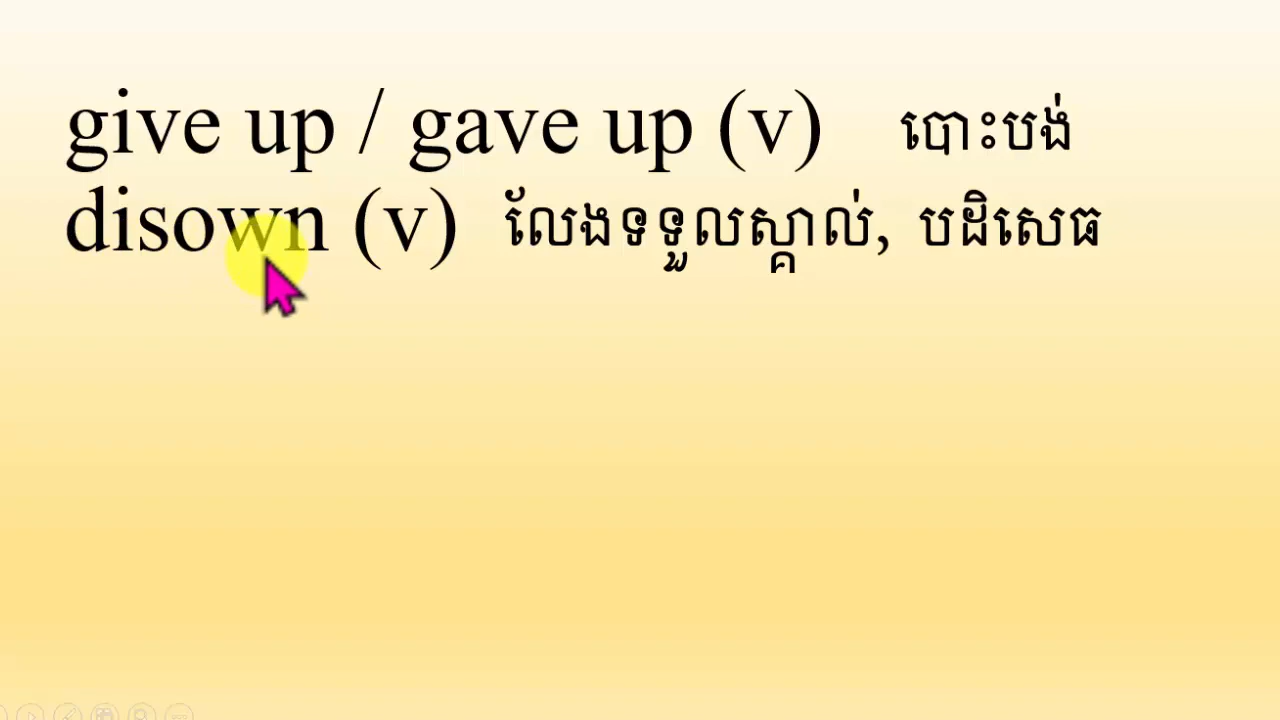 give up / gave up (v) បោះបង់
disown (v) លែងទទួលស្គាល់, បដិសេធ